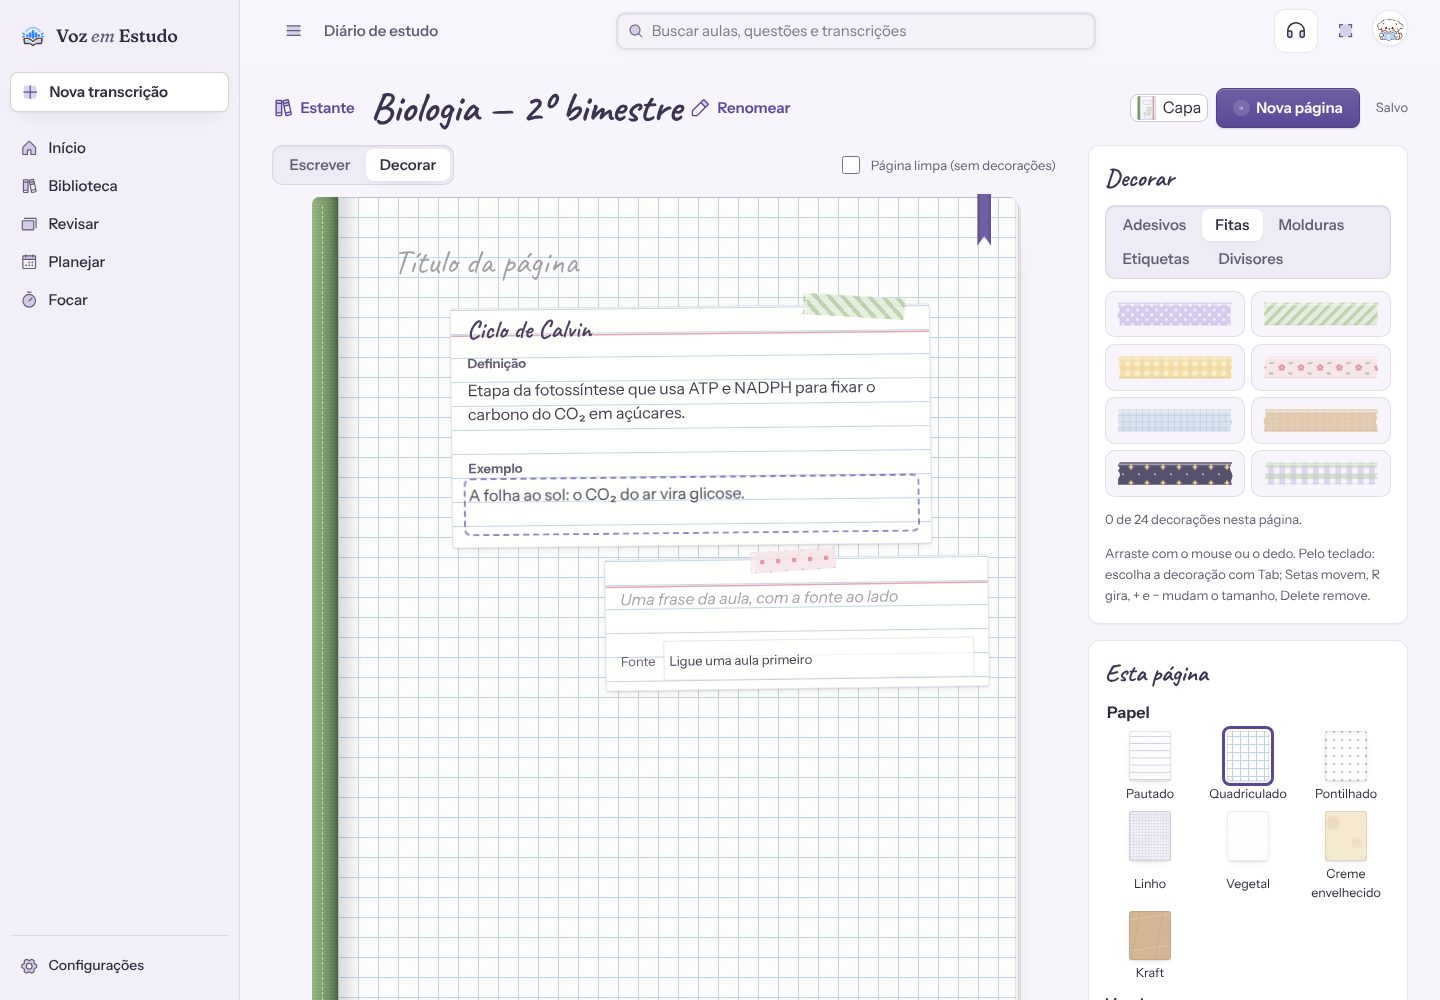 Voz em Estudo
Nova transcrição
Início
Biblioteca
Revisar
Planejar
Focar
Configurações
Diário de estudo
Buscar aulas, questões e transcrições
Estante
Biologia — 2º bimestre
Renomear
Capa
Nova página
Salvo
Escrever
Decorar
Página limpa (sem decorações)
Título da página
Ciclo de Calvin
Definição
Etapa da fotossíntese que usa ATP e NADPH para fixar o
carbono do CO₂ em açúcares.
Exemplo
A folha ao sol: o CO₂ do ar vira glicose.
Uma frase da aula, com a fonte ao lado
Fonte
Ligue uma aula primeiro
Decorar
Adesivos
Fitas
Molduras
Etiquetas
Divisores
0 de 24 decorações nesta página.
Arraste com o mouse ou o dedo. Pelo teclado:
escolha a decoração com Tab; Setas movem, R
gira, + e − mudam o tamanho, Delete remove.
Esta página
Papel
Pautado
Quadriculado
Pontilhado
Linho
Vegetal
Creme
envelhecido
Kraft